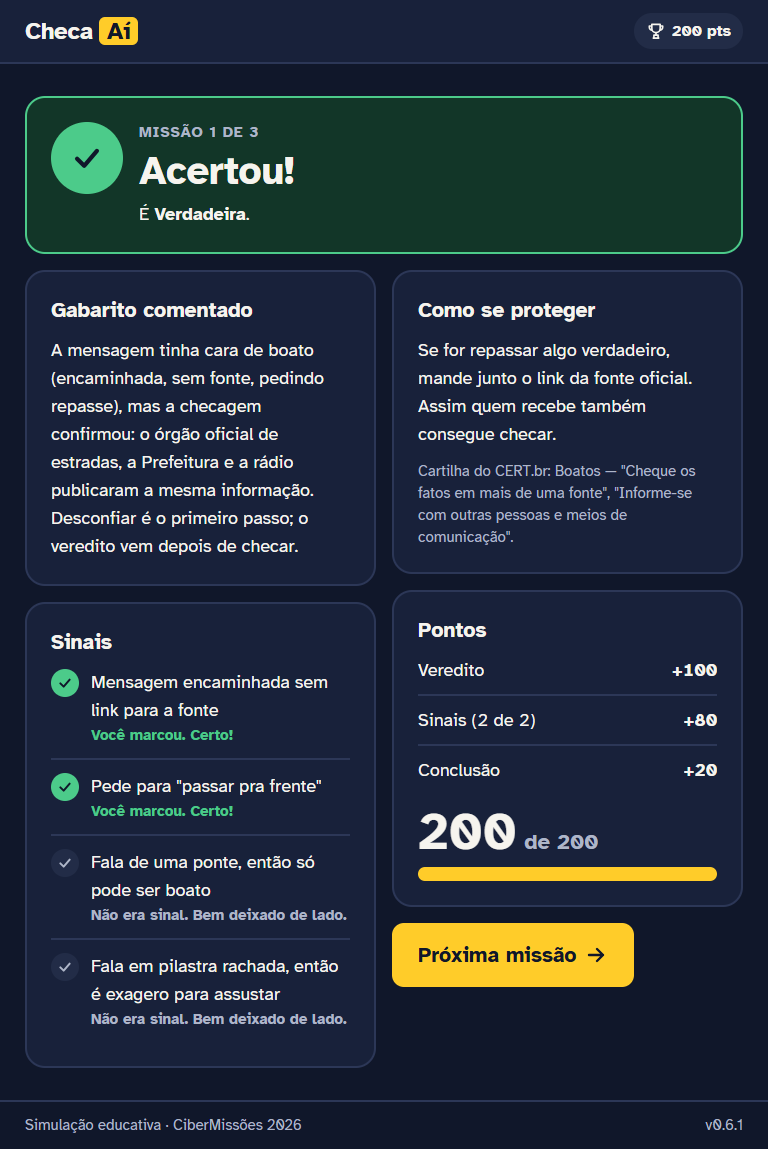 Checa Aí
200 pts
MISSÃO 1 DE 3
Acertou!
É Verdadeira.
Gabarito comentado
A mensagem tinha cara de boato
(encaminhada, sem fonte, pedindo
repasse), mas a checagem
confirmou: o órgão oficial de
estradas, a Prefeitura e a rádio
publicaram a mesma informação.
Desconfiar é o primeiro passo; o
veredito vem depois de checar.
Sinais
Mensagem encaminhada sem
link para a fonte
Você marcou. Certo!
Pede para "passar pra frente"
Você marcou. Certo!
Fala de uma ponte, então só
pode ser boato
Não era sinal. Bem deixado de lado.
Fala em pilastra rachada, então
é exagero para assustar
Não era sinal. Bem deixado de lado.
Como se proteger
Se for repassar algo verdadeiro,
mande junto o link da fonte oficial.
Assim quem recebe também
consegue checar.
Cartilha do CERT.br: Boatos — "Cheque os
fatos em mais de uma fonte", "Informe-se
com outras pessoas e meios de
comunicação".
Pontos
Veredito +100
Sinais (2 de 2) +80
Conclusão +20
200 de 200
Próxima missão →
Simulação educativa · CiberMissões 2026
v0.6.1